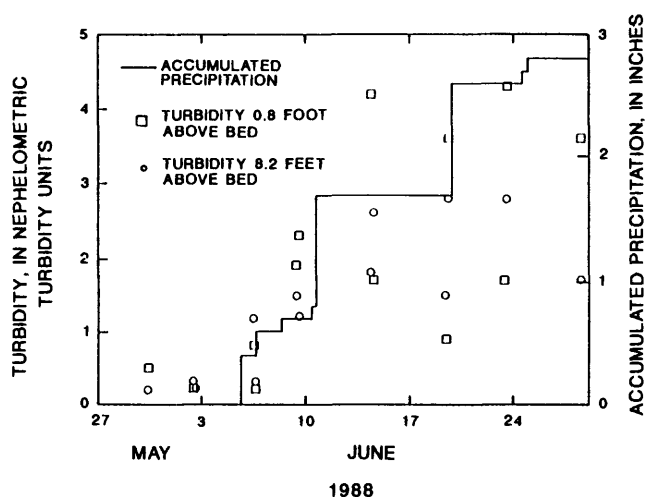 TURBIDITY, IN NEPHELOMETRIC
TURBIDITY UNITS
5
4
3
2
1
0
ACCUMULATED
PRECIPITATION
TURBIDITY 0.8 FOOT
ABOVE BED
TURBIDITY 8.2 FEET
ABOVE BED
3
2
1
0
ACCUMULATED PRECIPITATION, IN INCHES
27 3 10 17 24
MAY JUNE
1988